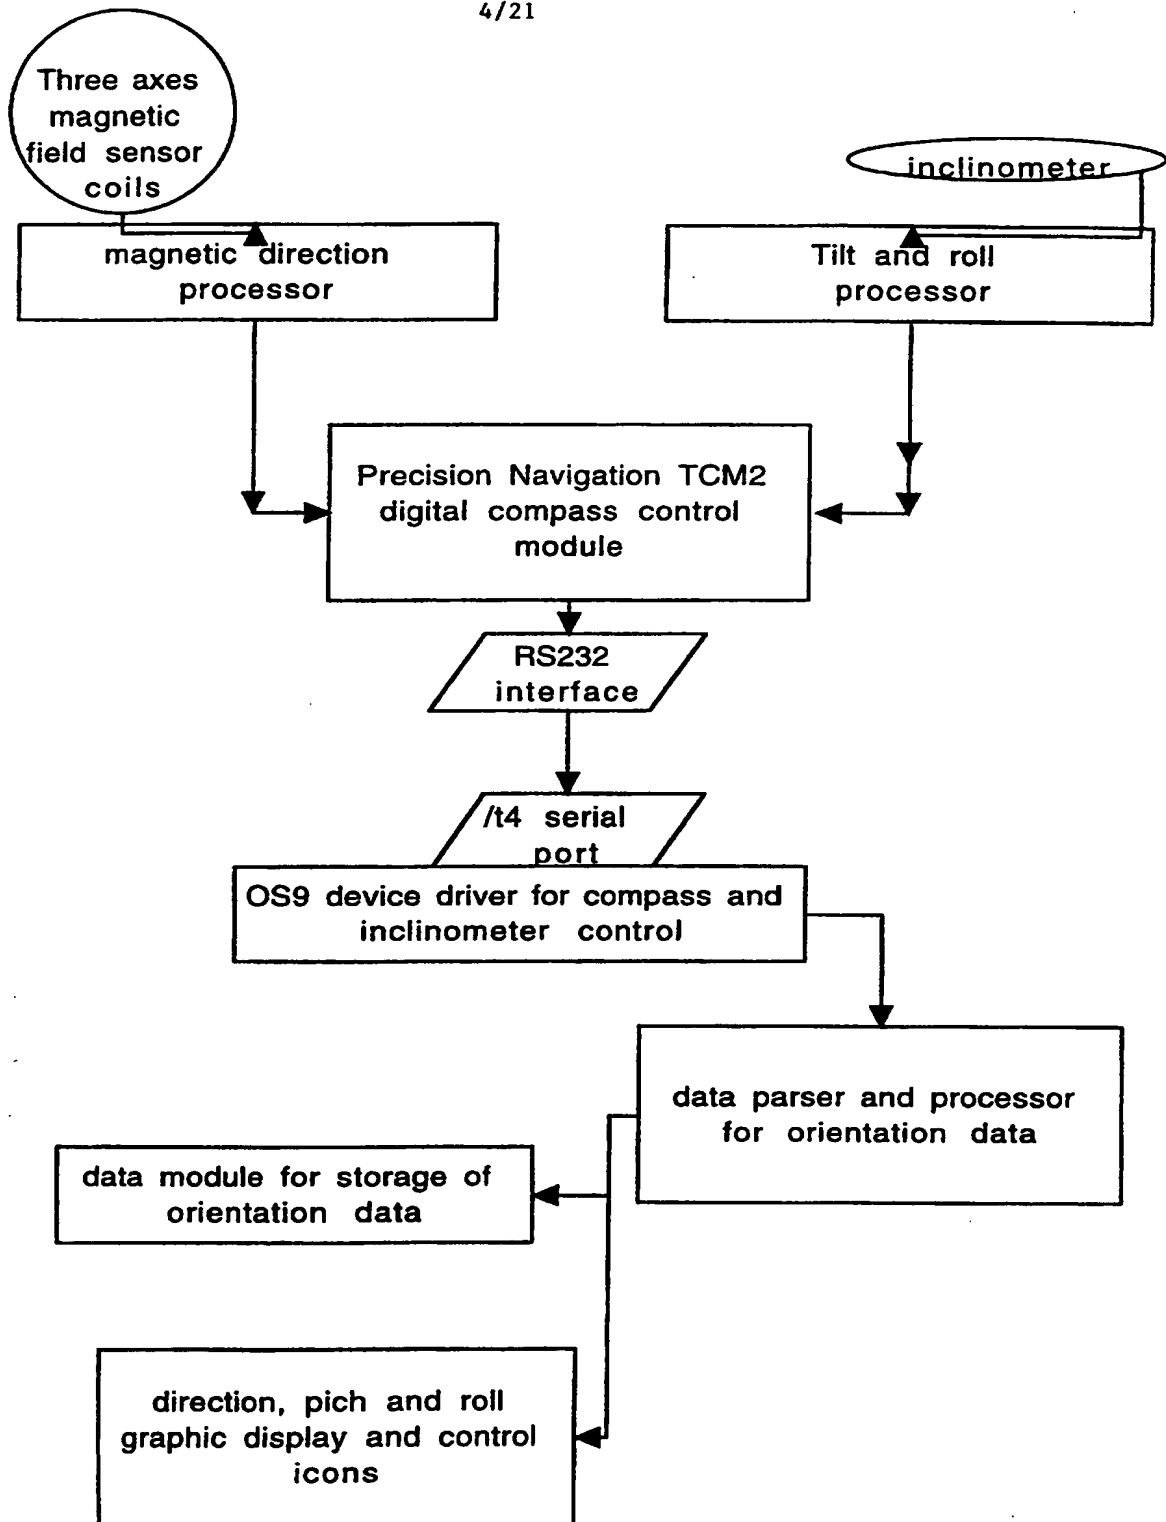 4/21
Three axes
magnetic
field sensor
coils
inclinometer
magnetic direction
processor
Tilt and roll
processor
Precision Navigation TCM2
digital compass control
module
RS232
interface
/t4 serial
port
OS9 device driver for compass and
inclinometer control
data parser and processor
for orientation data
data module for storage of
orientation data
direction, pich and roll
graphic display and control
icons